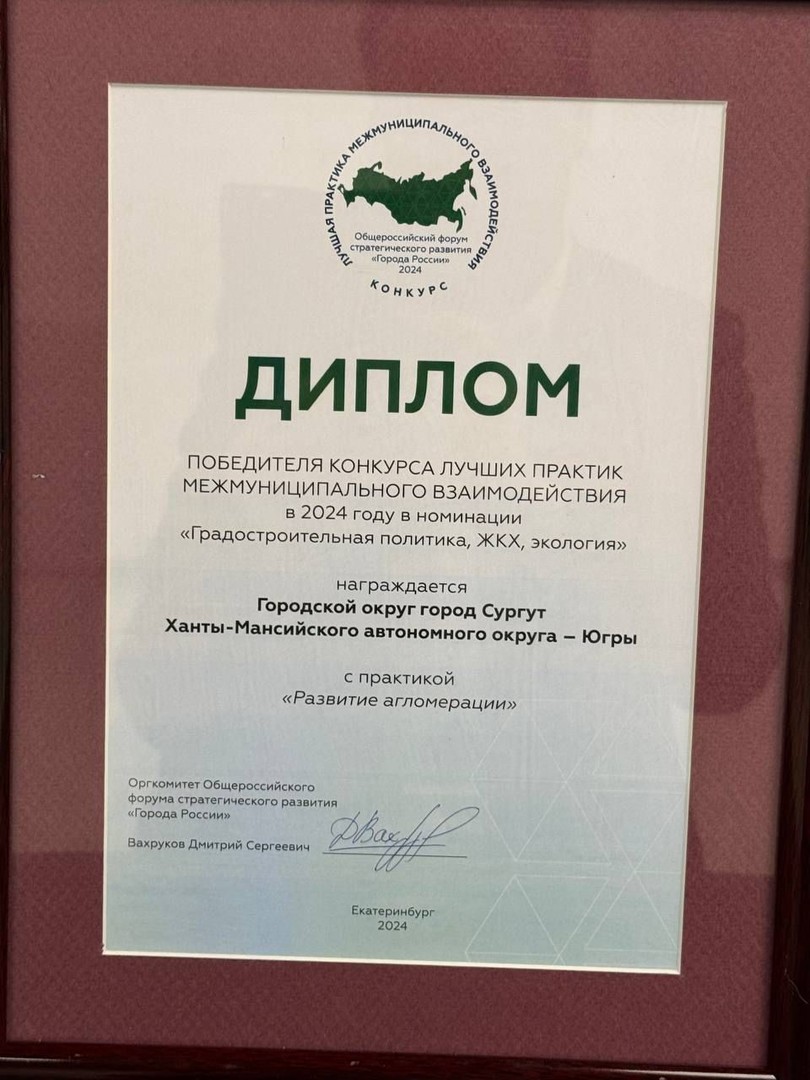 ЛУЧШАЯ ПРАКТИКА МЕЖМУНИЦИПАЛЬНОГО ВЗАИМОДЕЙСТВИЯ
Общероссийский форум
стратегического развития
«Города России»
2024
КОНКУРС
ДИПЛОМ
ПОБЕДИТЕЛЯ КОНКУРСА ЛУЧШИХ ПРАКТИК
МЕЖМУНИЦИПАЛЬНОГО ВЗАИМОДЕЙСТВИЯ
в 2024 году в номинации
«Градостроительная политика, ЖКХ, экология»
награждается
Городской округ город Сургут
Ханты-Мансийского автономного округа – Югры
с практикой
«Развитие агломерации»
Оргкомитет Общероссийского
форума стратегического развития
«Города России»
Вахруков Дмитрий Сергеевич
Екатеринбург
2024